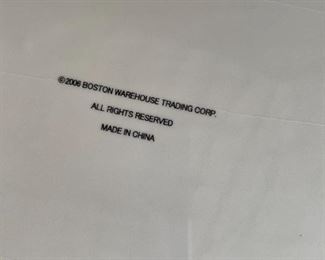 ©2006 BOSTON WAREHOUSE TRADING CORP.
ALL RIGHTS RESERVED
MADE IN CHINA